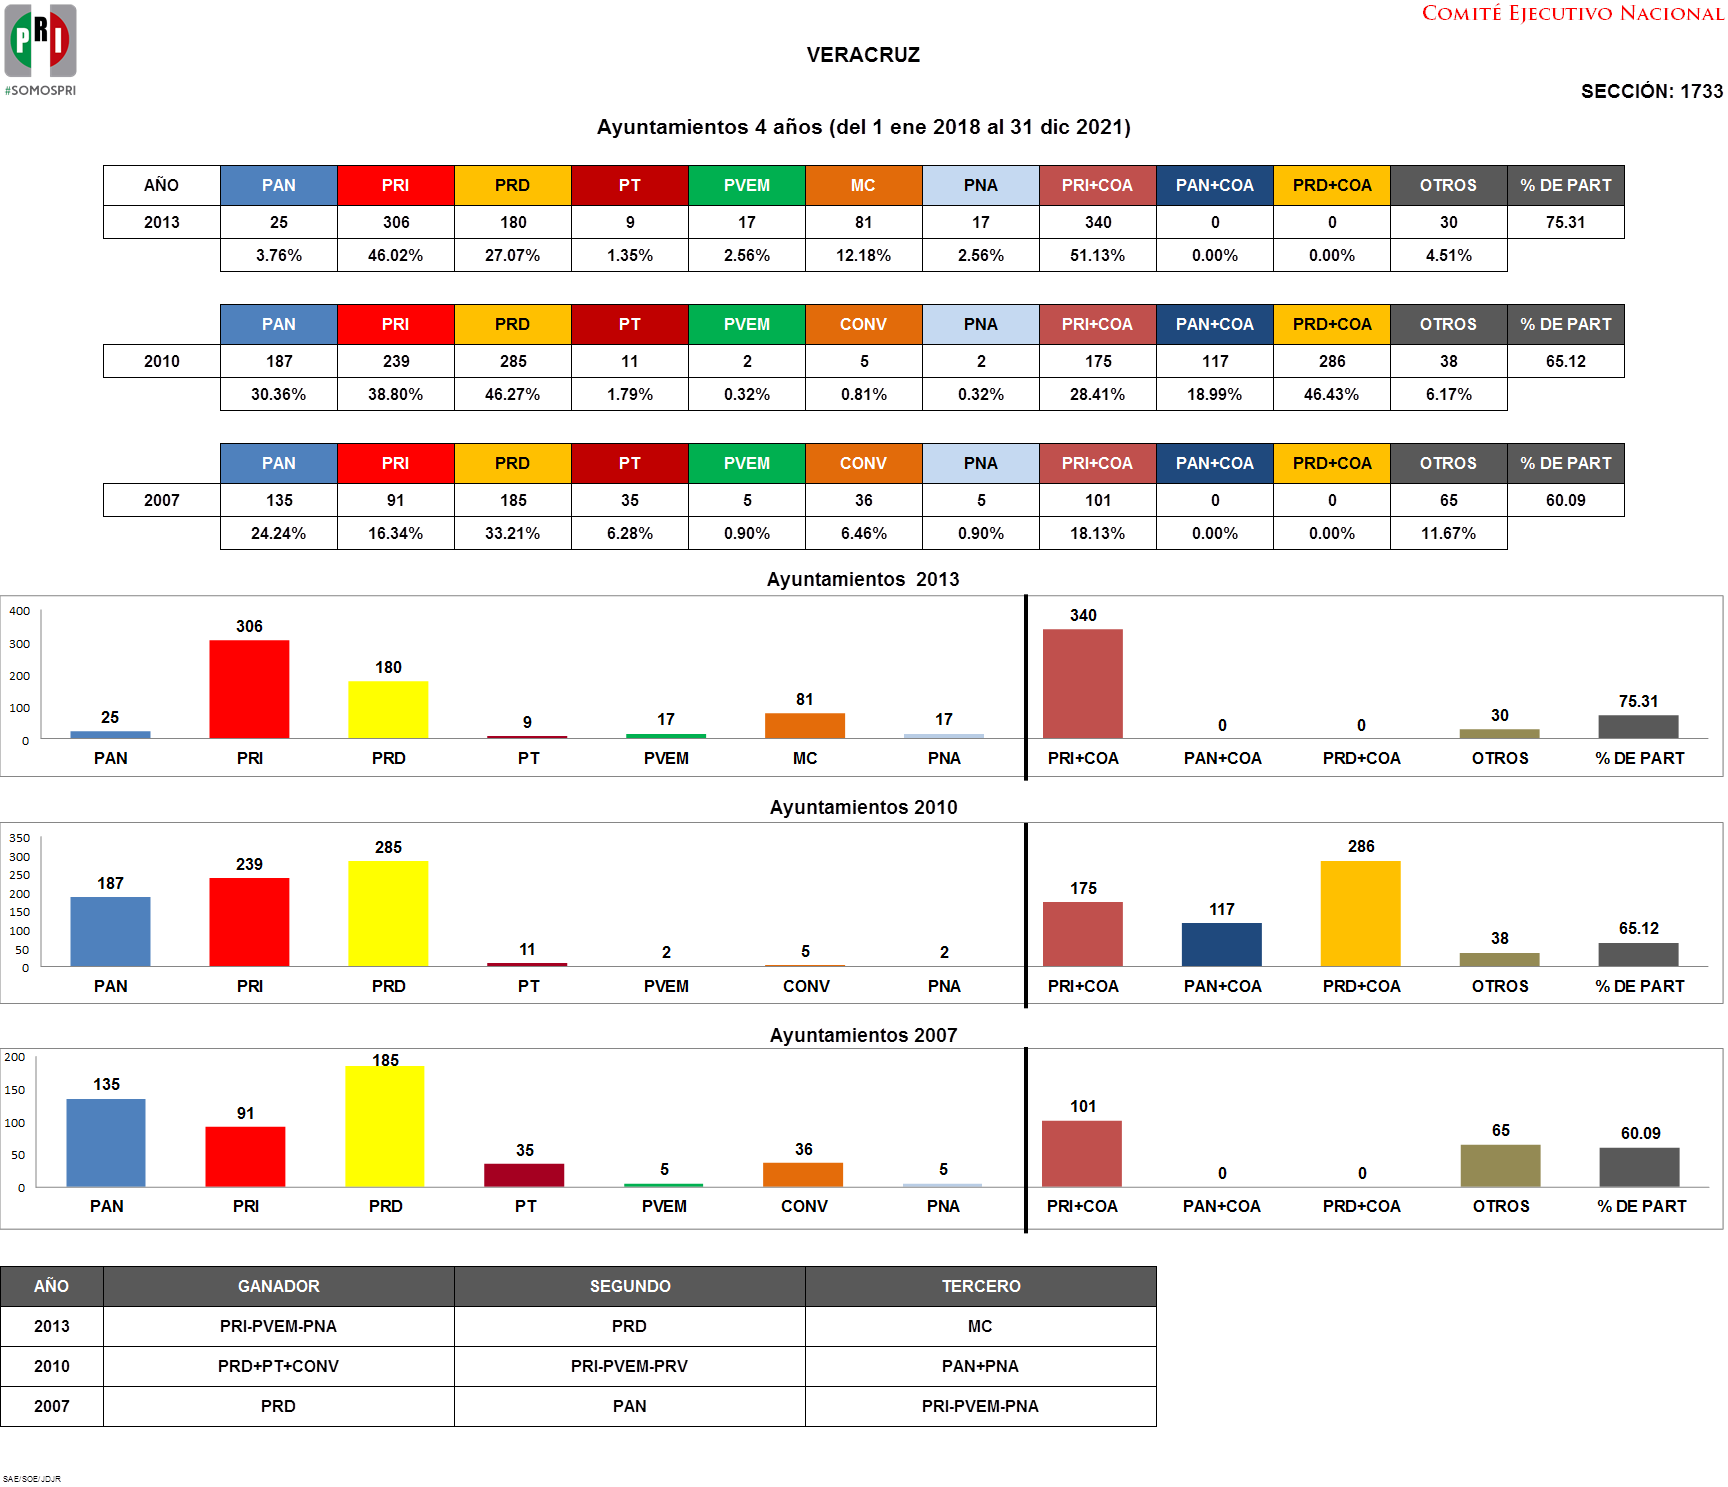 PRI
#SOMOSPRI
COMITÉ EJECUTIVO NACIONAL
VERACRUZ
SECCIÓN: 1733
Ayuntamientos 4 años (del 1 ene 2018 al 31 dic 2021)
AÑO PAN PRI PRD PT PVEM MC PNA PRI+COA PAN+COA PRD+COA OTROS % DE PART
2013 25 306 180 9 17 81 17 340 0 0 30 75.31
3.76% 46.02% 27.07% 1.35% 2.56% 12.18% 2.56% 51.13% 0.00% 0.00% 4.51%
PAN PRI PRD PT PVEM CONV PNA PRI+COA PAN+COA PRD+COA OTROS % DE PART
2010 187 239 285 11 2 5 2 175 117 286 38 65.12
30.36% 38.80% 46.27% 1.79% 0.32% 0.81% 0.32% 28.41% 18.99% 46.43% 6.17%
PAN PRI PRD PT PVEM CONV PNA PRI+COA PAN+COA PRD+COA OTROS % DE PART
2007 135 91 185 35 5 36 5 101 0 0 65 60.09
24.24% 16.34% 33.21% 6.28% 0.90% 6.46% 0.90% 18.13% 0.00% 0.00% 11.67%
Ayuntamientos 2013
400
300
200
100
0
25 306 180 9 17 81 17 340 0 0 30 75.31
PAN PRI PRD PT PVEM MC PNA PRI+COA PAN+COA PRD+COA OTROS % DE PART
Ayuntamientos 2010
350
300
250
200
150
100
50
0
187 239 285 11 2 5 2 175 117 286 38 65.12
PAN PRI PRD PT PVEM CONV PNA PRI+COA PAN+COA PRD+COA OTROS % DE PART
Ayuntamientos 2007
200
150
100
50
0
135 91 185 35 5 36 5 101 0 0 65 60.09
PAN PRI PRD PT PVEM CONV PNA PRI+COA PAN+COA PRD+COA OTROS % DE PART
AÑO GANADOR SEGUNDO TERCERO
2013 PRI-PVEM-PNA PRD MC
2010 PRD+PT+CONV PRI-PVEM-PRV PAN+PNA
2007 PRD PAN PRI-PVEM-PNA
SAE/SOE/JDJR